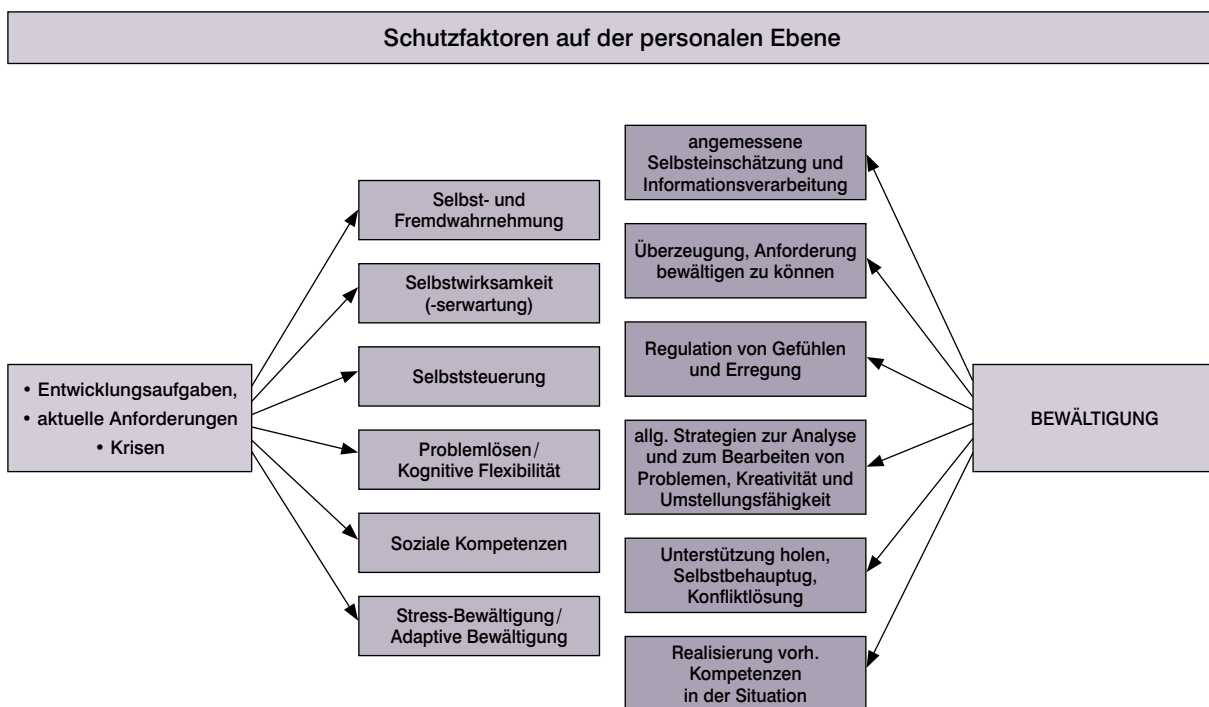 Schutzfaktoren auf der personalen Ebene
• Entwicklungsaufgaben,
• aktuelle Anforderungen
• Krisen
Selbst- und
Fremdwahrnehmung
Selbstwirksamkeit
(-serwartung)
Selbststeuerung
Problemlösen/
Kognitive Flexibilität
Soziale Kompetenzen
Stress-Bewältigung/
Adaptive Bewältigung
angemessene
Selbsteinschätzung und
Informationsverarbeitung
Überzeugung, Anforderung
bewältigen zu können
Regulation von Gefühlen
und Erregung
allg. Strategien zur Analyse
und zum Bearbeiten von
Problemen, Kreativität und
Umstellungsfähigkeit
Unterstützung holen,
Selbstbehauptug,
Konfliktlösung
Realisierung vorh.
Kompetenzen
in der Situation
BEWÄLTIGUNG